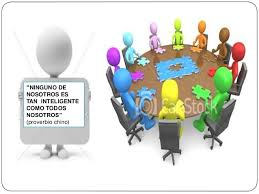 "NINGUNO DE
NOSOTROS ES
TAN INTELIGENTE
COMO TODOS
NOSOTROS"
(proverbio chino)